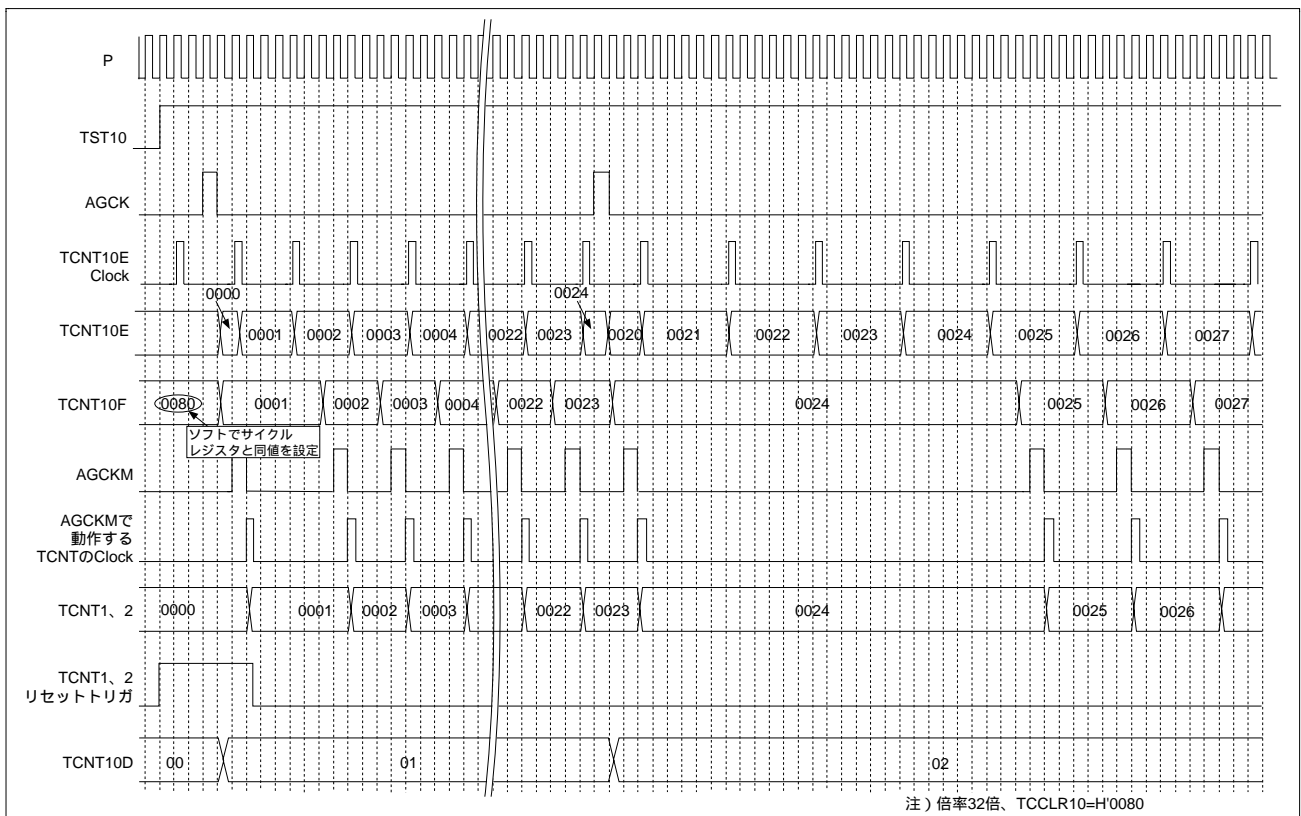 P
TST10
AGCK
TCNT10E
Clock
0000
0024
TCNT10E
0001 0002 0003 0004 0022 0023 0020 0021 0022 0023 0024 0025 0026 0027
TCNT10F
0080 0001 0002 0003 0004 0022 0023 0024 0025 0026 0027
ソフトでサイクル
レジスタと同値を設定
AGCKM
AGCKMで
動作する
TCNTのClock
TCNT1、2
0000 0001 0002 0003 0022 0023 0024 0025 0026
TCNT1、2
リセットトリガ
TCNT10D
00 01 02
注）倍率32倍、TCCLR10=H'0080